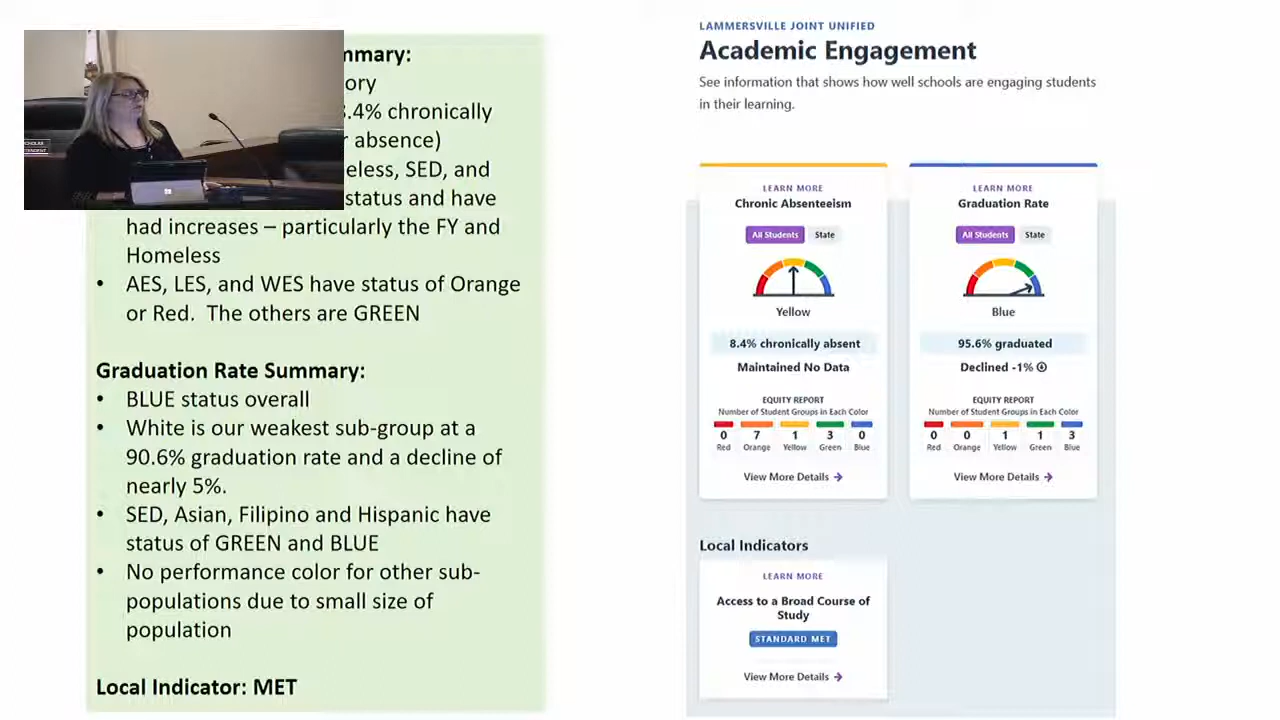 mmary:
ory
.4% chronically
absence)
eless, SED, and
status and have
had increases – particularly the FY and
Homeless
• AES, LES, and WES have status of Orange
or Red. The others are GREEN
Graduation Rate Summary:
• BLUE status overall
• White is our weakest sub-group at a
90.6% graduation rate and a decline of
nearly 5%.
• SED, Asian, Filipino and Hispanic have
status of GREEN and BLUE
• No performance color for other sub-
populations due to small size of
population
Local Indicator: MET
LAMMERSVILLE JOINT UNIFIED
Academic Engagement
See information that shows how well schools are engaging students
in their learning.
LEARN MORE
Chronic Absenteeism
All Students State
Yellow
8.4% chronically absent
Maintained No Data
EQUITY REPORT
Number of Student Groups in Each Color
0 7 1 3 0
Red Orange Yellow Green Blue
View More Details →
LEARN MORE
Graduation Rate
All Students State
Blue
95.6% graduated
Declined -1%
EQUITY REPORT
Number of Student Groups in Each Color
0 0 1 1 3
Red Orange Yellow Green Blue
View More Details →
Local Indicators
LEARN MORE
Access to a Broad Course of
Study
STANDARD MET
View More Details →